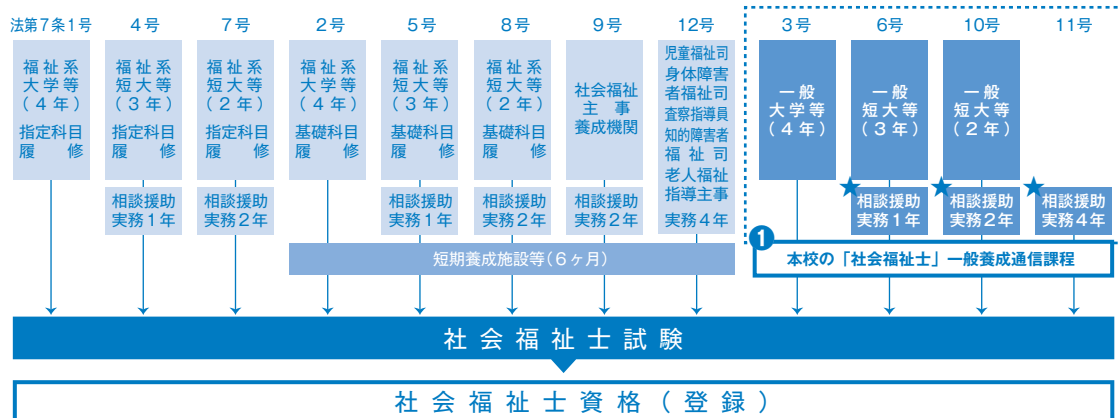 法第7条1号
福祉系
大学等
（4年）
指定科目
履修
4号
福祉系
短大等
（3年）
指定科目
履修
相談援助
実務1年
7号
福祉系
短大等
（2年）
指定科目
履修
相談援助
実務2年
2号
福祉系
大学等
（4年）
基礎科目
履修
5号
福祉系
短大等
（3年）
基礎科目
履修
相談援助
実務1年
8号
福祉系
短大等
（2年）
基礎科目
履修
相談援助
実務2年
9号
社会福祉
主事
養成機関
相談援助
実務2年
12号
児童福祉司
身体障害
者福祉司
査察指導員
知的障害者
福祉司
老人福祉
指導主事
実務4年
短期養成施設等（6ヶ月）
3号
一般
大学等
（4年）
6号
一般
短大等
（3年）
★
相談援助
実務1年
10号
一般
短大等
（2年）
★
相談援助
実務2年
11号
★
相談援助
実務4年
❶
本校の「社会福祉士」一般養成通信課程
社会福祉士試験
社会福祉士資格（登録）